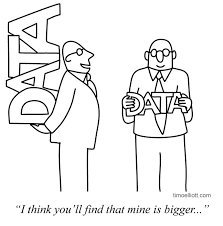 DATA
DATA
timoelliott.com
“I think you’ll find that mine is bigger...”